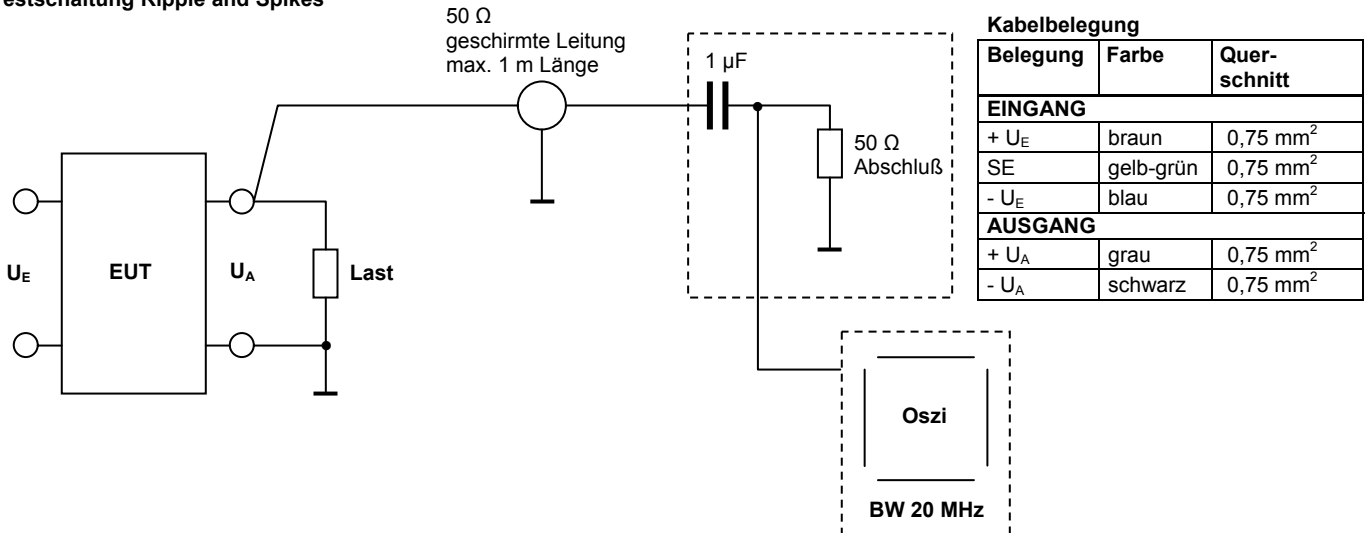 Testschaltung Ripple and Spikes
50 Ω
geschirmte Leitung
max. 1 m Länge
1 µF
50 Ω
Abschluß
U_E
EUT
U_A
Last
Oszi
BW 20 MHz
Kabelbelegung
Belegung Farbe Quer-
schnitt
EINGANG
+ U_E braun 0,75 mm²
SE gelb-grün 0,75 mm²
- U_E blau 0,75 mm²
AUSGANG
+ U_A grau 0,75 mm²
- U_A schwarz 0,75 mm²